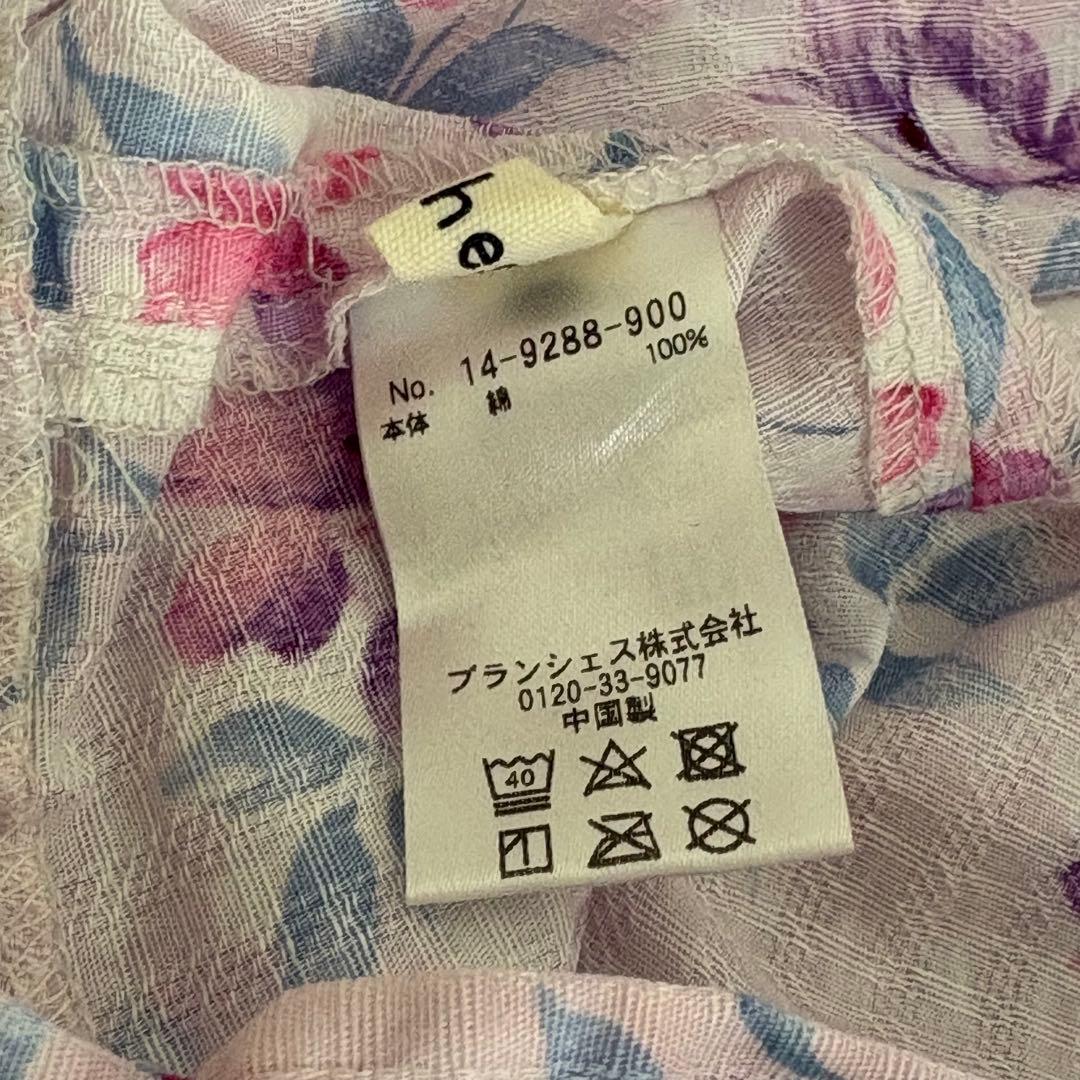 he
No. 14-9288-900
本体 綿 100%
ブランシェス株式会社
0120-33-9077
中国製
40